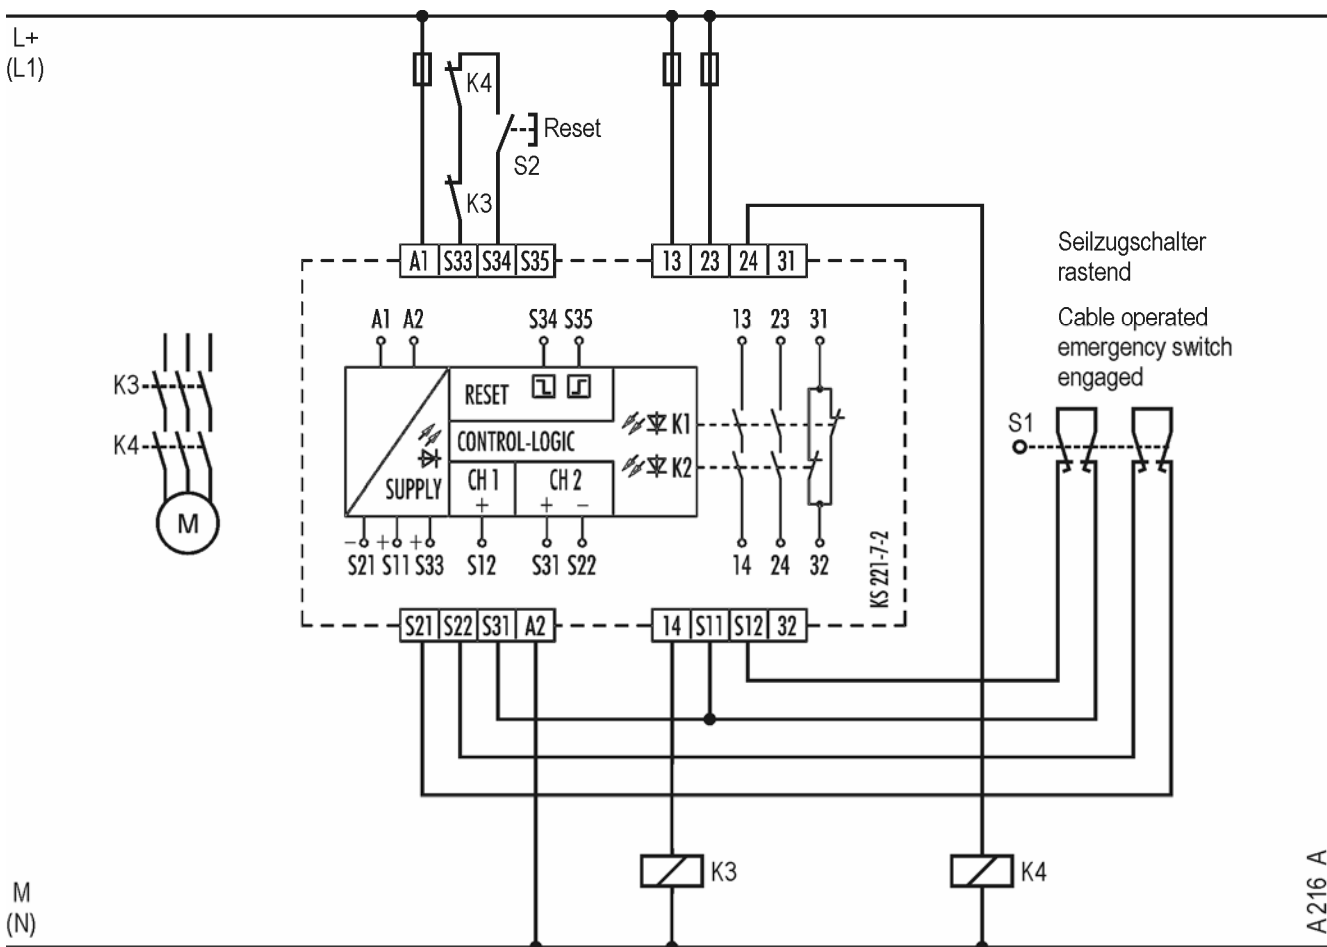 L+
(L1)
K4
Reset
S2
K3
A1 S33 S34 S35
13 23 24 31
Seilzugschalter
rastend
Cable operated
emergency switch
engaged
A1 A2 S34 S35 13 23 31
K3
RESET
K1
S1
K4
CONTROL-LOGIC
K2
SUPPLY
CH 1 CH 2
+ + −
M
− + +
S21 S11 S33 S12 S31 S22 14 24 32
KS 221-7-2
S21 S22 S31 A2
14 S11 S12 32
K3
K4
M
(N)
A216 A